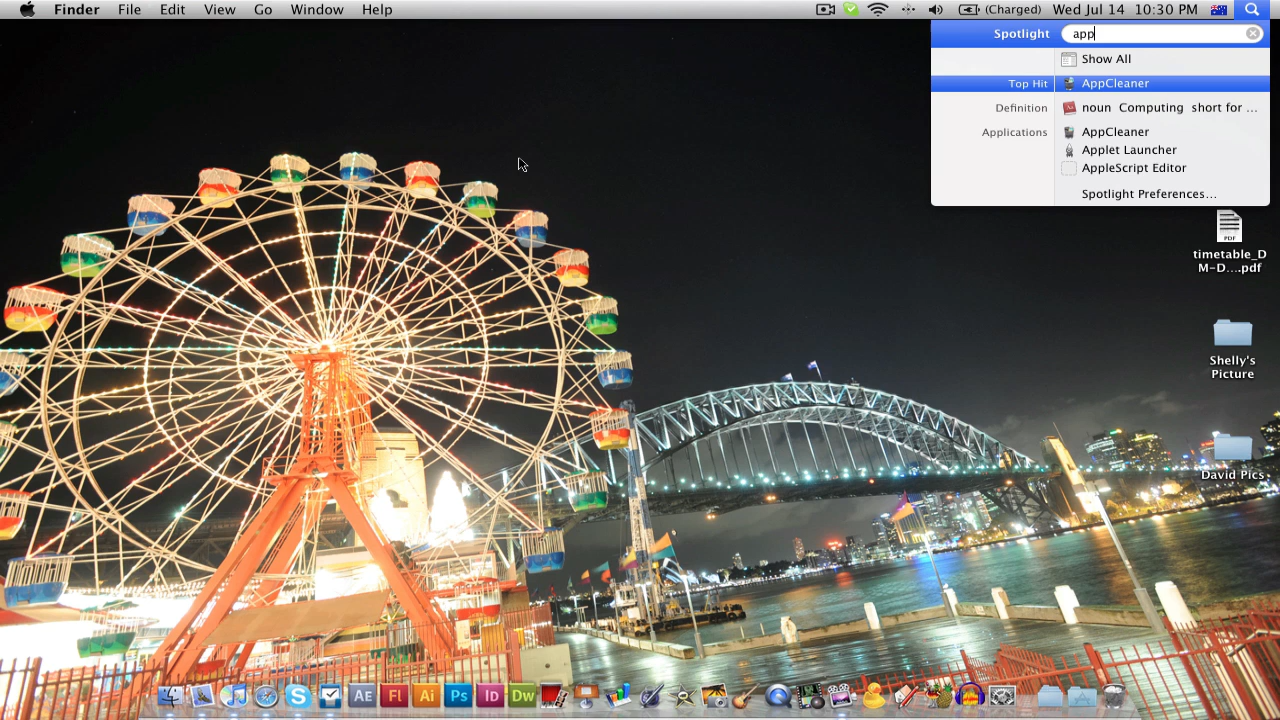 Finder File Edit View Go Window Help (Charged) Wed Jul 14 10:30 PM
Spotlight app
Show All
Top Hit AppCleaner
Definition noun Computing short for ...
Applications AppCleaner
Applet Launcher
AppleScript Editor
Spotlight Preferences...
PDF
timetable_D
M-D....pdf
Shelly's
Picture
David Pics
Ae Fl Ai Ps Id Dw